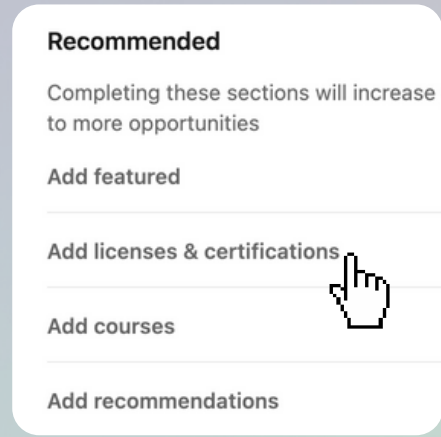 Recommended
Completing these sections will increase
to more opportunities
Add featured
Add licenses & certifications
Add courses
Add recommendations